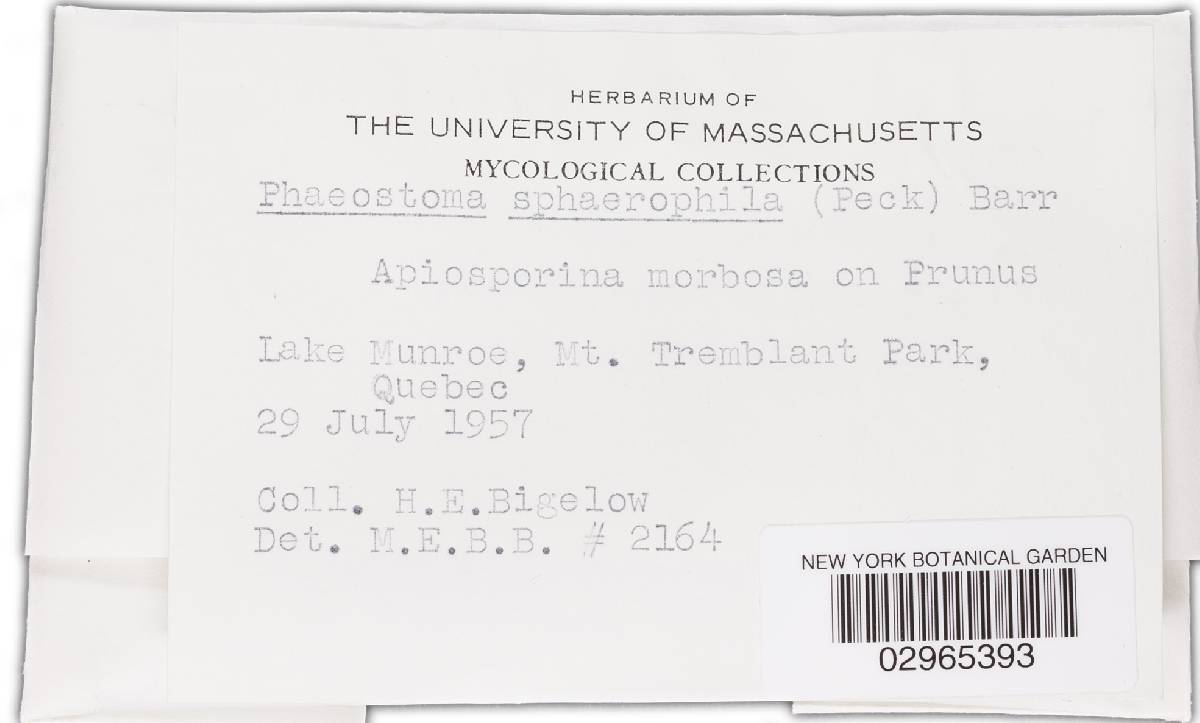 HERBARIUM OF
THE UNIVERSITY OF MASSACHUSETTS
MYCOLOGICAL COLLECTIONS
Phaeostoma sphaerophila (Peck) Barr
Apiosporina morbosa on Prunus
Lake Munroe, Mt. Tremblant Park,
Quebec
29 July 1957
Coll. H.E.Bigelow
Det. M.E.B.B. # 2164
NEW YORK BOTANICAL GARDEN
02965393